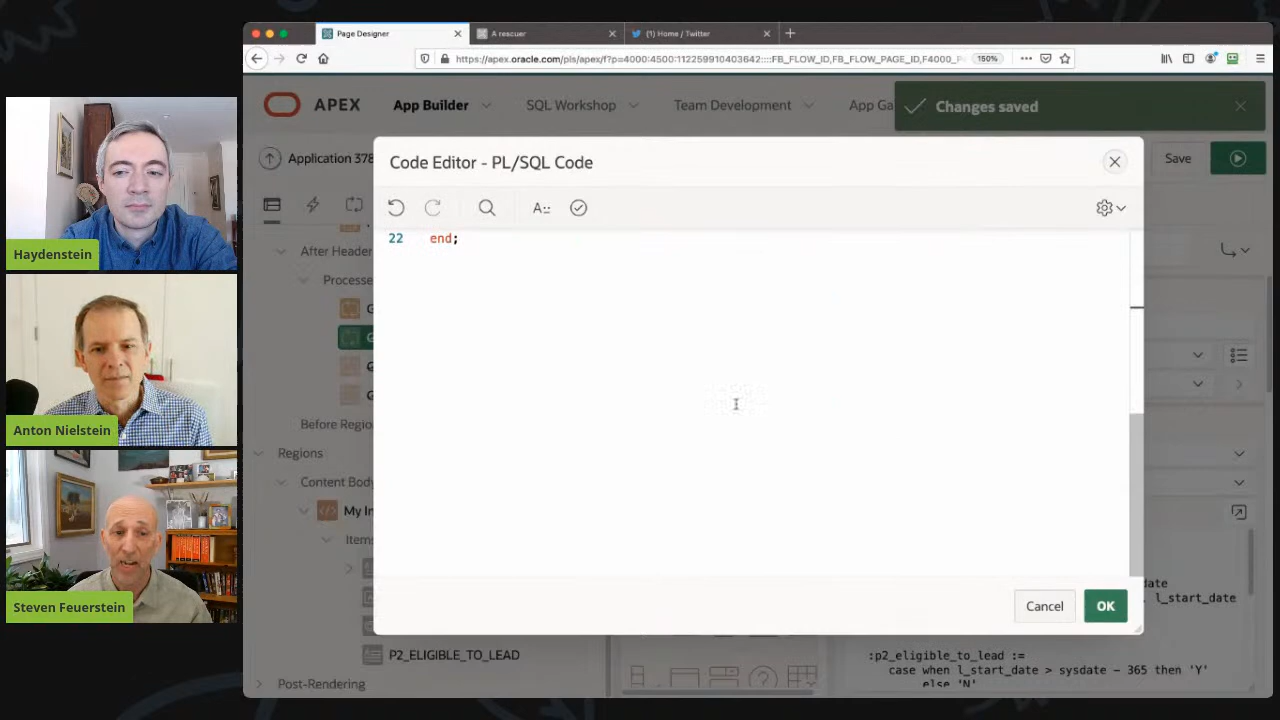 Page Designer
A rescuer
(1) Home / Twitter
https://apex.oracle.com/pls/apex/f?p=4000:4500:112259910403642::::FB_FLOW_ID,FB_FLOW_PAGE_ID,F4000_P
150%
APEX
App Builder
SQL Workshop
Team Development
App Ga
Changes saved
Application 378
Save
Code Editor - PL/SQL Code
A::
22 end;
After Header
Processe
G
G
G
G
Before Regio
Regions
Content Body
My In
Items
P2_ELIGIBLE_TO_LEAD
Post-Rendering
Cancel
OK
date
, l_start_date
:p2_eligible_to_lead :=
case when l_start_date > sysdate - 365 then 'Y'
else 'N'
Haydenstein
Anton Nielstein
Steven Feuerstein